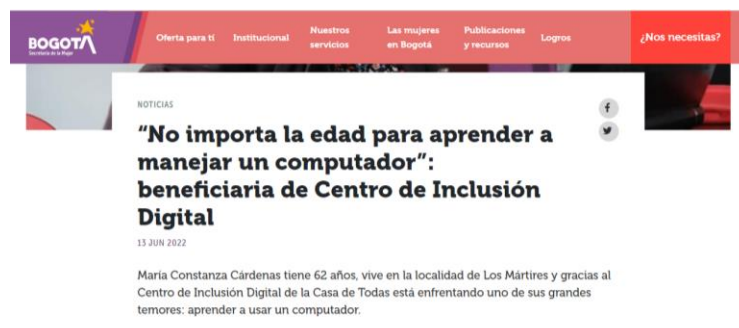 BOGOTÁ
Secretaría de la Mujer
Oferta para tí
Institucional
Nuestros
servicios
Las mujeres
en Bogotá
Publicaciones
y recursos
Logros
¿Nos necesitas?
NOTICIAS
“No importa la edad para aprender a
manejar un computador”:
beneficiaria de Centro de Inclusión
Digital
13 JUN 2022
María Constanza Cárdenas tiene 62 años, vive en la localidad de Los Mártires y gracias al
Centro de Inclusión Digital de la Casa de Todas está enfrentando uno de sus grandes
temores: aprender a usar un computador.